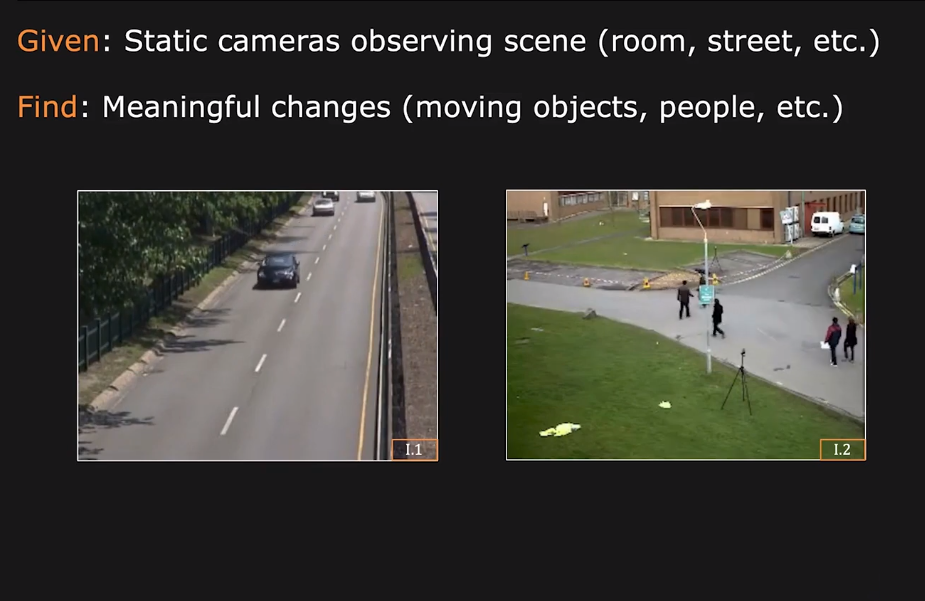 Given: Static cameras observing scene (room, street, etc.)
Find: Meaningful changes (moving objects, people, etc.)
I.1
I.2